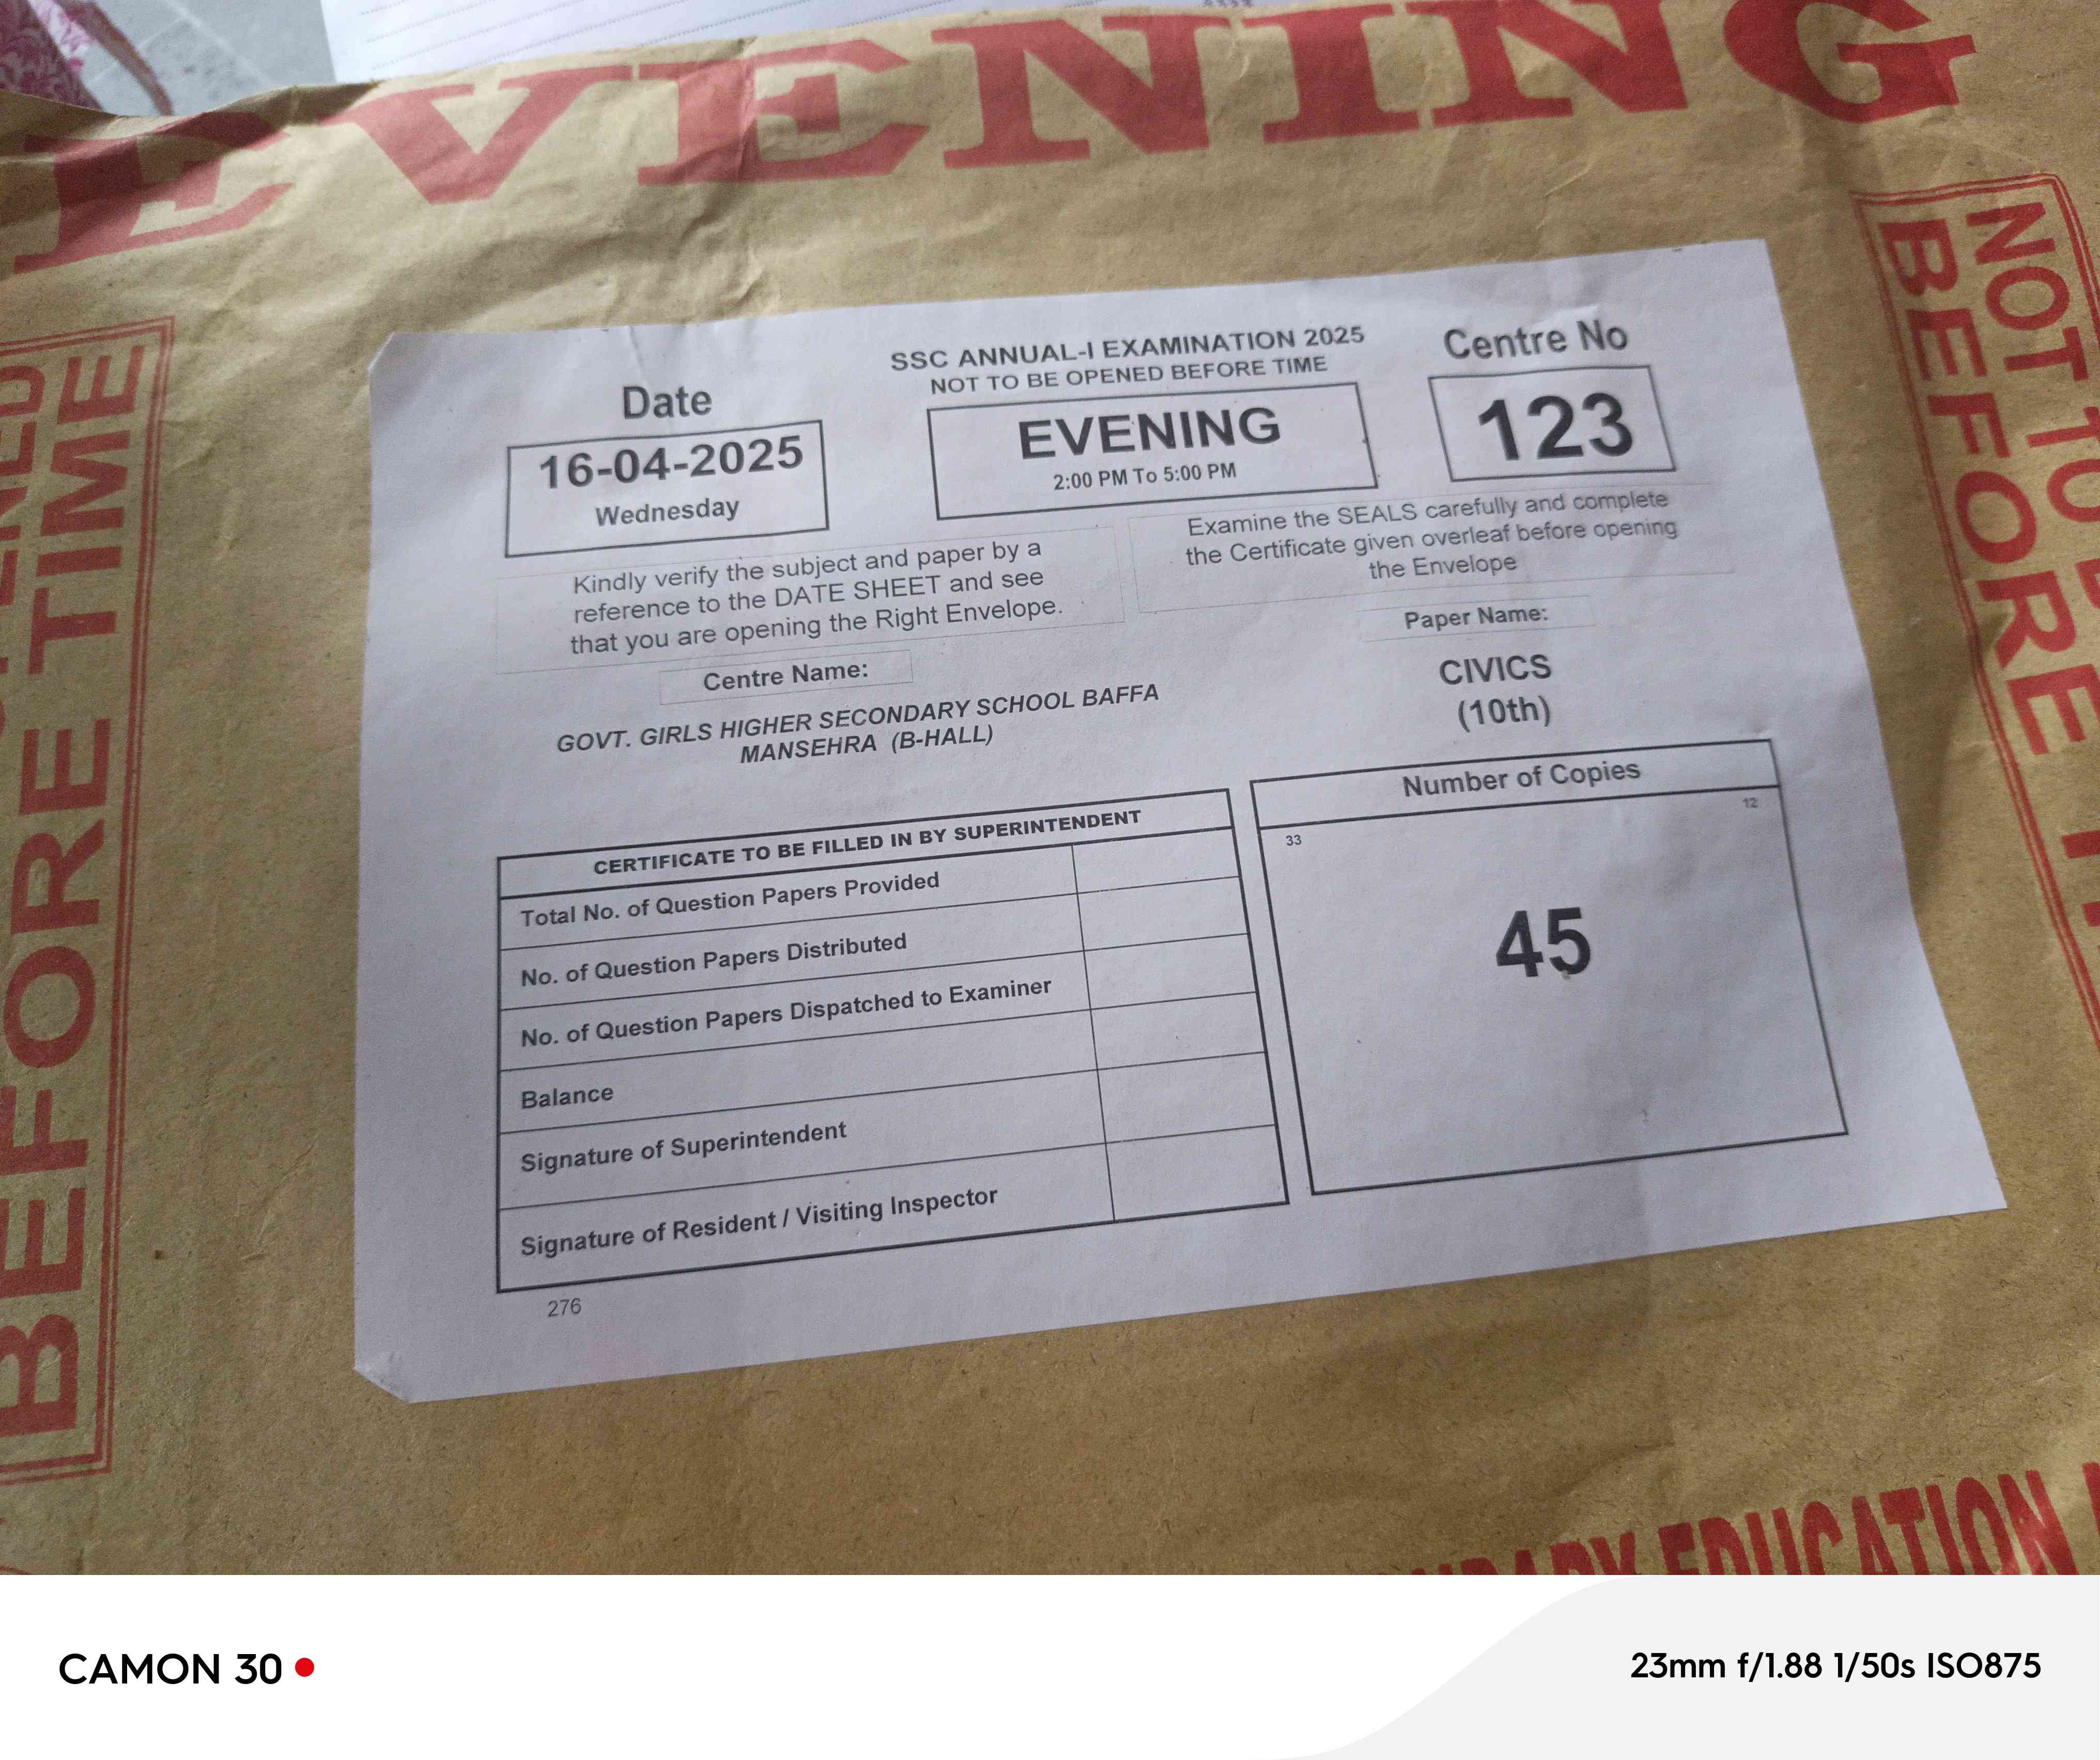 EVENING
NOT TO BE
BEFORE
BEFORE TIME
SSC ANNUAL-I EXAMINATION 2025
NOT TO BE OPENED BEFORE TIME
Date
16-04-2025
Wednesday
EVENING
2:00 PM To 5:00 PM
Centre No
123
Kindly verify the subject and paper by a
reference to the DATE SHEET and see
that you are opening the Right Envelope.
Examine the SEALS carefully and complete
the Certificate given overleaf before opening
the Envelope
Centre Name:
GOVT. GIRLS HIGHER SECONDARY SCHOOL BAFFA
MANSEHRA (B-HALL)
Paper Name:
CIVICS
(10th)
CERTIFICATE TO BE FILLED IN BY SUPERINTENDENT
Total No. of Question Papers Provided
No. of Question Papers Distributed
No. of Question Papers Dispatched to Examiner
Balance
Signature of Superintendent
Signature of Resident / Visiting Inspector
276
Number of Copies
33
12
45
EDUCATION
CAMON 30
23mm f/1.88 1/50s ISO875